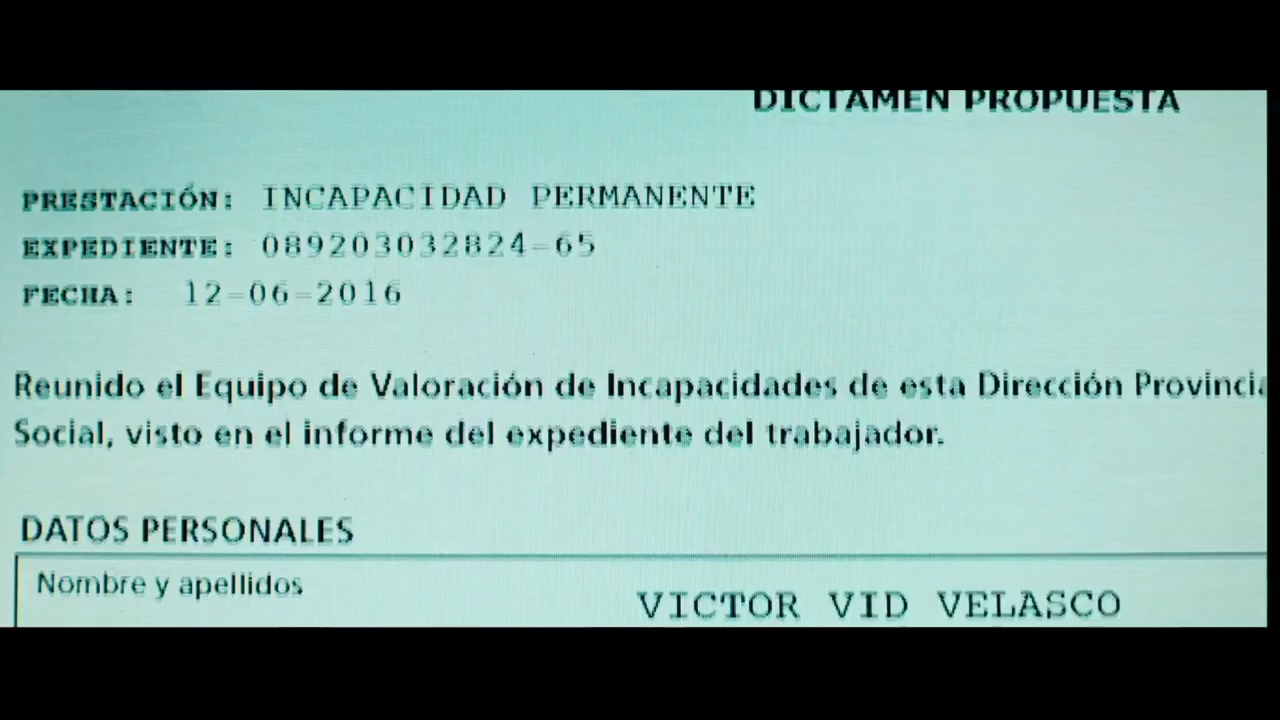 DICTAMEN PROPUESTA
PRESTACIÓN: INCAPACIDAD PERMANENTE
EXPEDIENTE: 089203032824-65
FECHA: 12-06-2016
Reunido el Equipo de Valoración de Incapacidades de esta Dirección Provincia
Social, visto en el informe del expediente del trabajador.
DATOS PERSONALES
Nombre y apellidos
VICTOR VID VELASCO